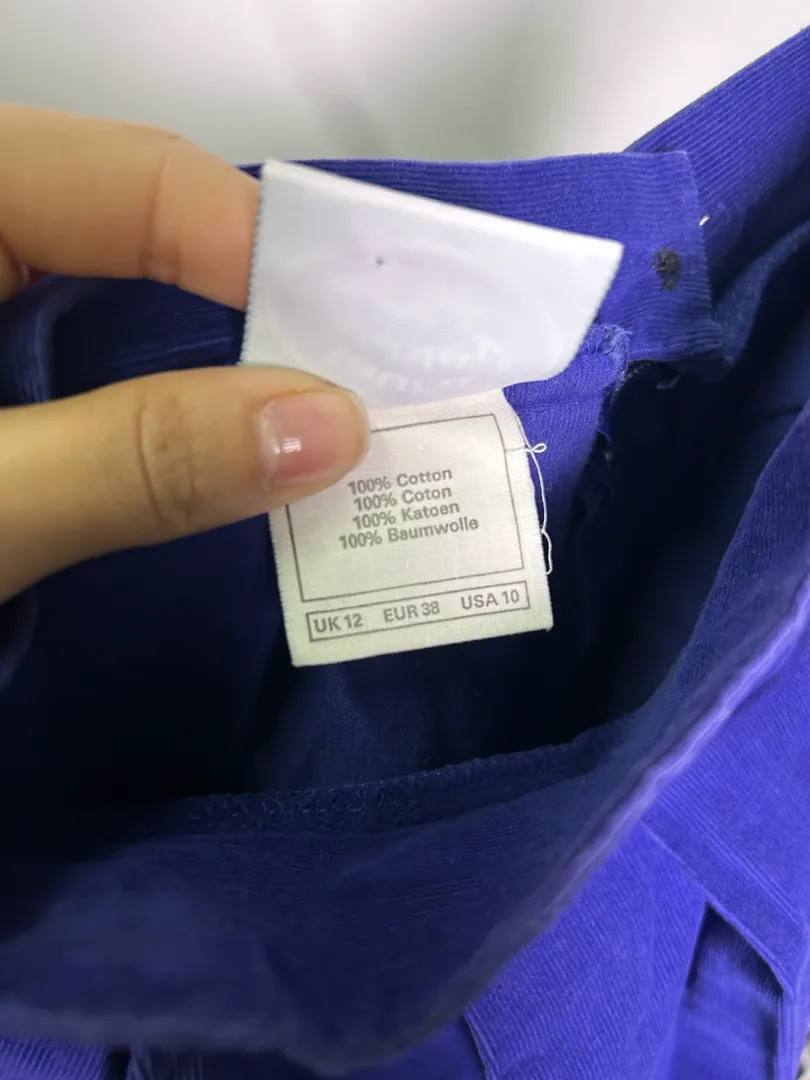 100% Cotton
100% Coton
100% Katoen
100% Baumwolle
UK 12 EUR 38 USA 10